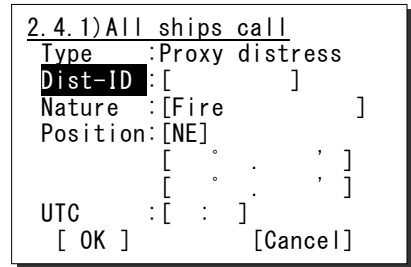 2.4.1)All ships call
Type :Proxy distress
Dist-ID :[ ]
Nature :[Fire ]
Position:[NE]
[ ° . ' ]
[ ° . ' ]
UTC :[ : ]
[ OK ] [Cancel]